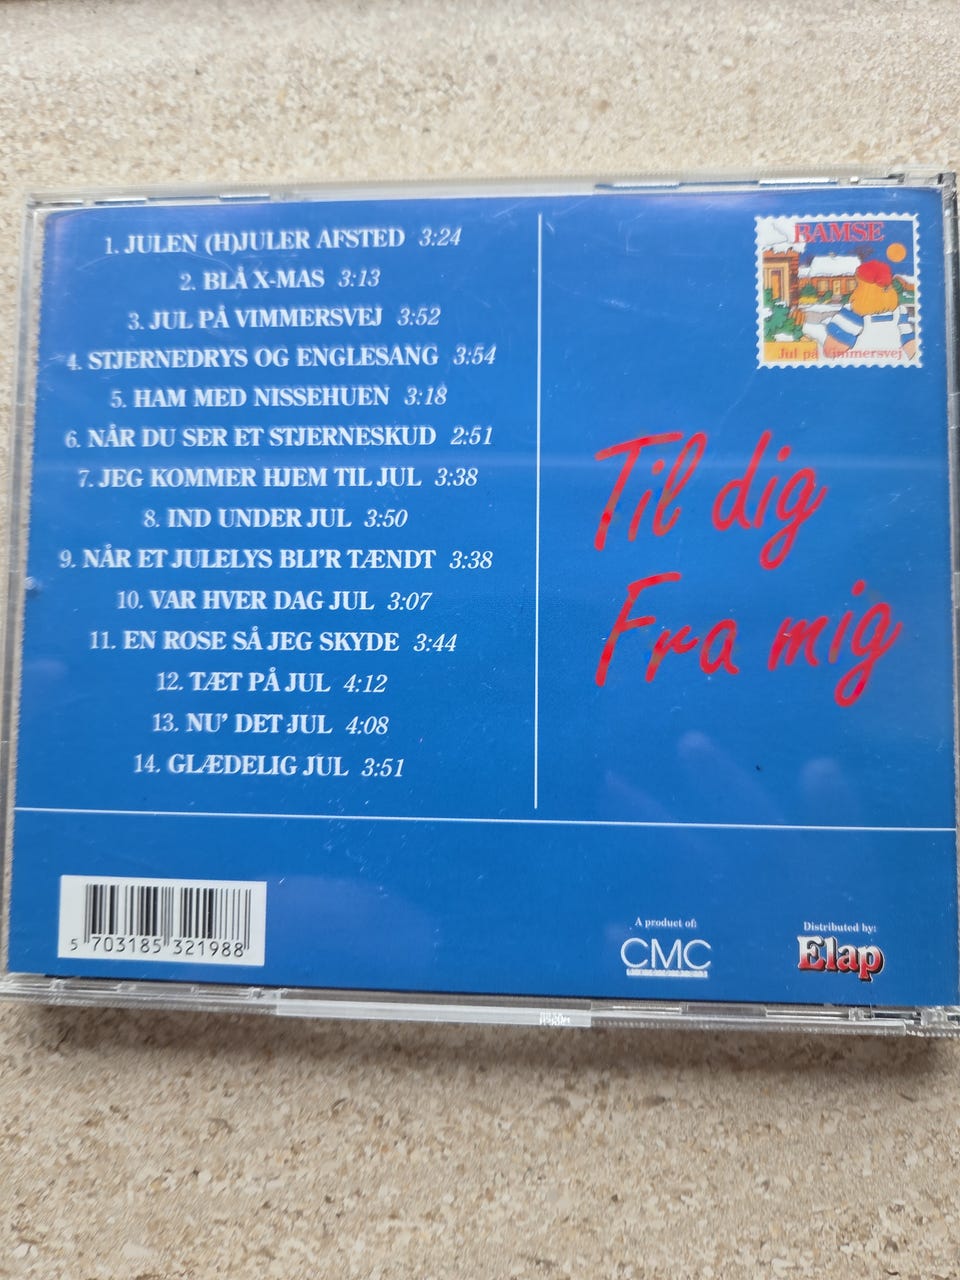 1. JULEN (H)JULER AFSTED 3:24
2. BLÅ X-MAS 3:13
3. JUL PÅ VIMMERSVEJ 3:52
4. STJERNEDRYS OG ENGLESANG 3:54
5. HAM MED NISSEHUEN 3:18
6. NÅR DU SER ET STJERNESKUD 2:51
7. JEG KOMMER HJEM TIL JUL 3:38
8. IND UNDER JUL 3:50
9. NÅR ET JULELYS BLI'R TÆNDT 3:38
10. VAR HVER DAG JUL 3:07
11. EN ROSE SÅ JEG SKYDE 3:44
12. TÆT PÅ JUL 4:12
13. NU' DET JUL 4:08
14. GLÆDELIG JUL 3:51
BAMSE
Jul på Vimmersvej
Til dig
Fra mig
5 703185 321988
A product of:
CMC
Distributed by:
Elap